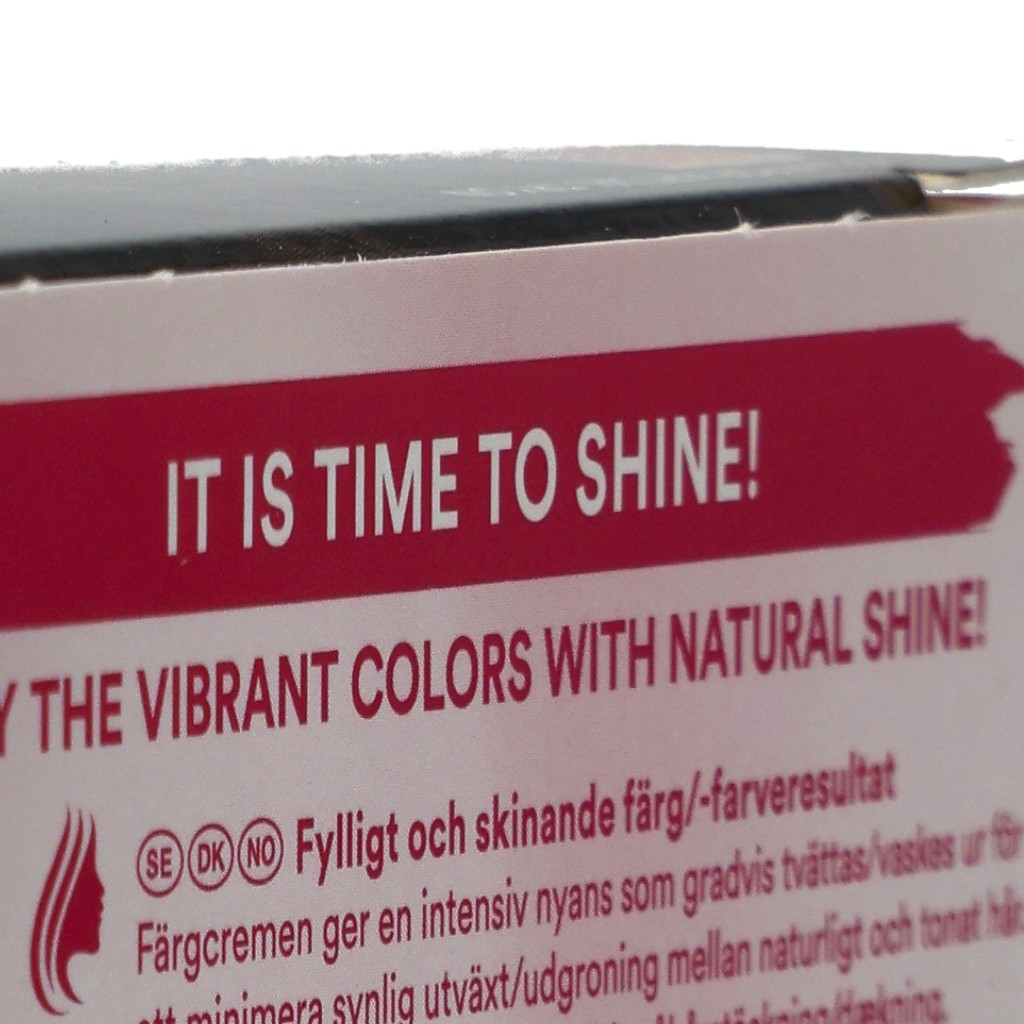 IT IS TIME TO SHINE!
Y THE VIBRANT COLORS WITH NATURAL SHINE!
SE DK NO Fylligt och skinande färg/-farveresultat
Färgcremen ger en intensiv nyans som gradvis tvättas/vaskes ur för
att minimera synlig utväxt/udgroning mellan naturligt och tonat hår.